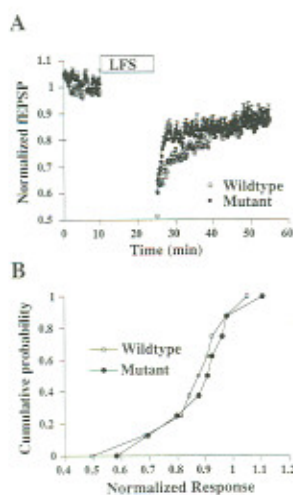 A
LFS
1.1
1
0.9
0.8
0.7
0.6
0.5
Normalized fEPSP
Wildtype
Mutant
0 10 20 30 40 50 60
Time (min)
B
1
0.8
0.6
0.4
0.2
0
Cumulative probability
Wildtype
Mutant
0.4 0.5 0.6 0.7 0.8 0.9 1 1.1 1.2
Normalized Response